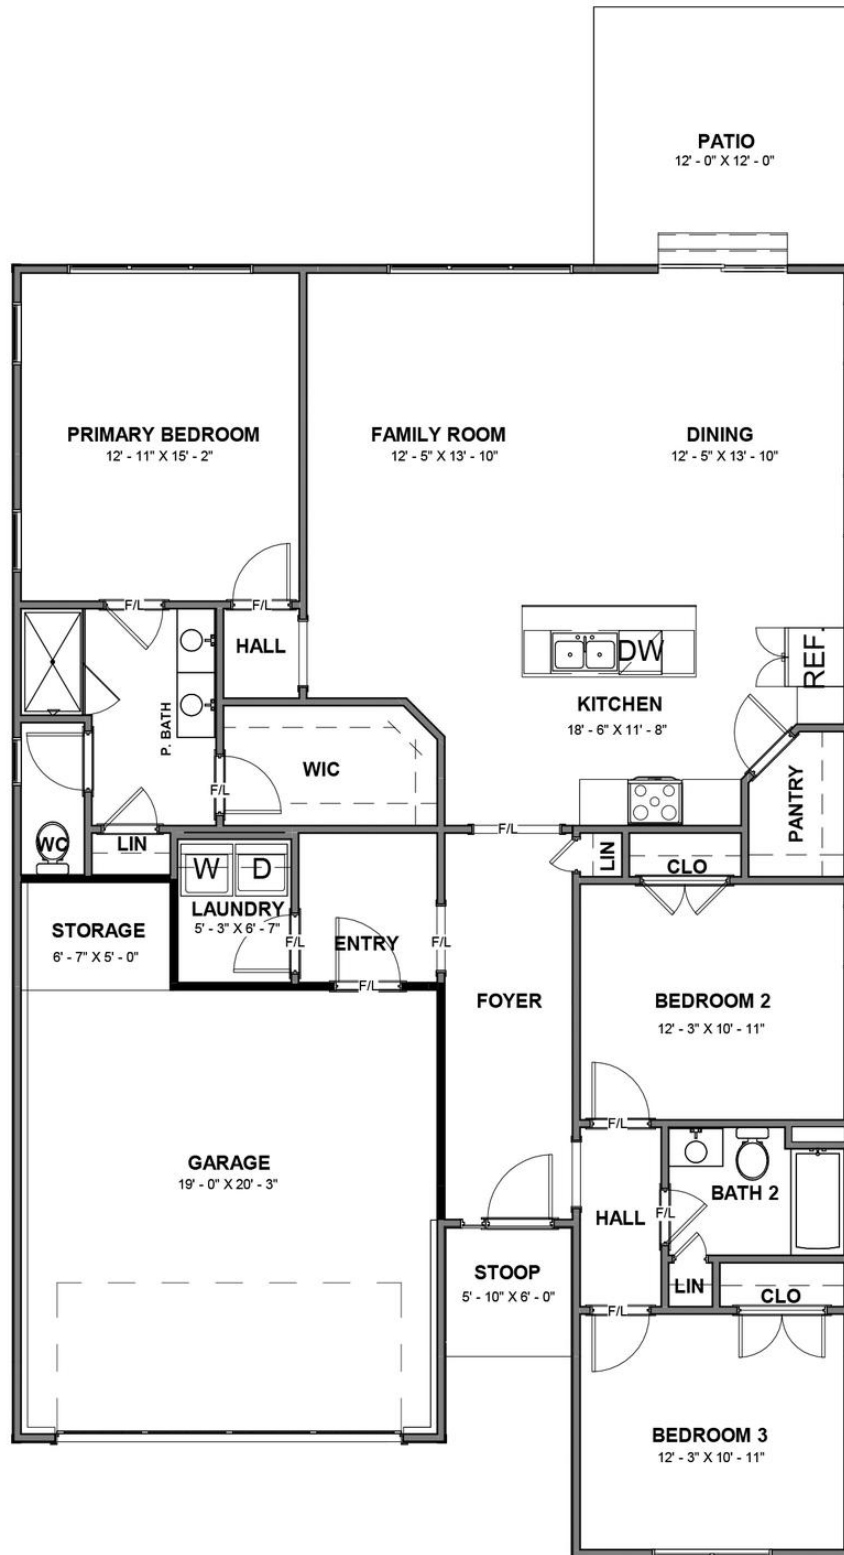 PATIO
12' - 0" X 12' - 0"
PRIMARY BEDROOM
12' - 11" X 15' - 2"
FAMILY ROOM
12' - 5" X 13' - 10"
DINING
12' - 5" X 13' - 10"
F/L
F/L
HALL
DW
REF.
KITCHEN
18' - 6" X 11' - 8"
P. BATH
WIC
F/L
PANTRY
F/L
WC
LIN
LIN
CLO
W
D
LAUNDRY
5' - 3" X 6' - 7"
STORAGE
6' - 7" X 5' - 0"
F/L
ENTRY
F/L
F/L
FOYER
BEDROOM 2
12' - 3" X 10' - 11"
F/L
GARAGE
19' - 0" X 20' - 3"
BATH 2
F/L
HALL
STOOP
5' - 10" X 6' - 0"
LIN
CLO
F/L
BEDROOM 3
12' - 3" X 10' - 11"